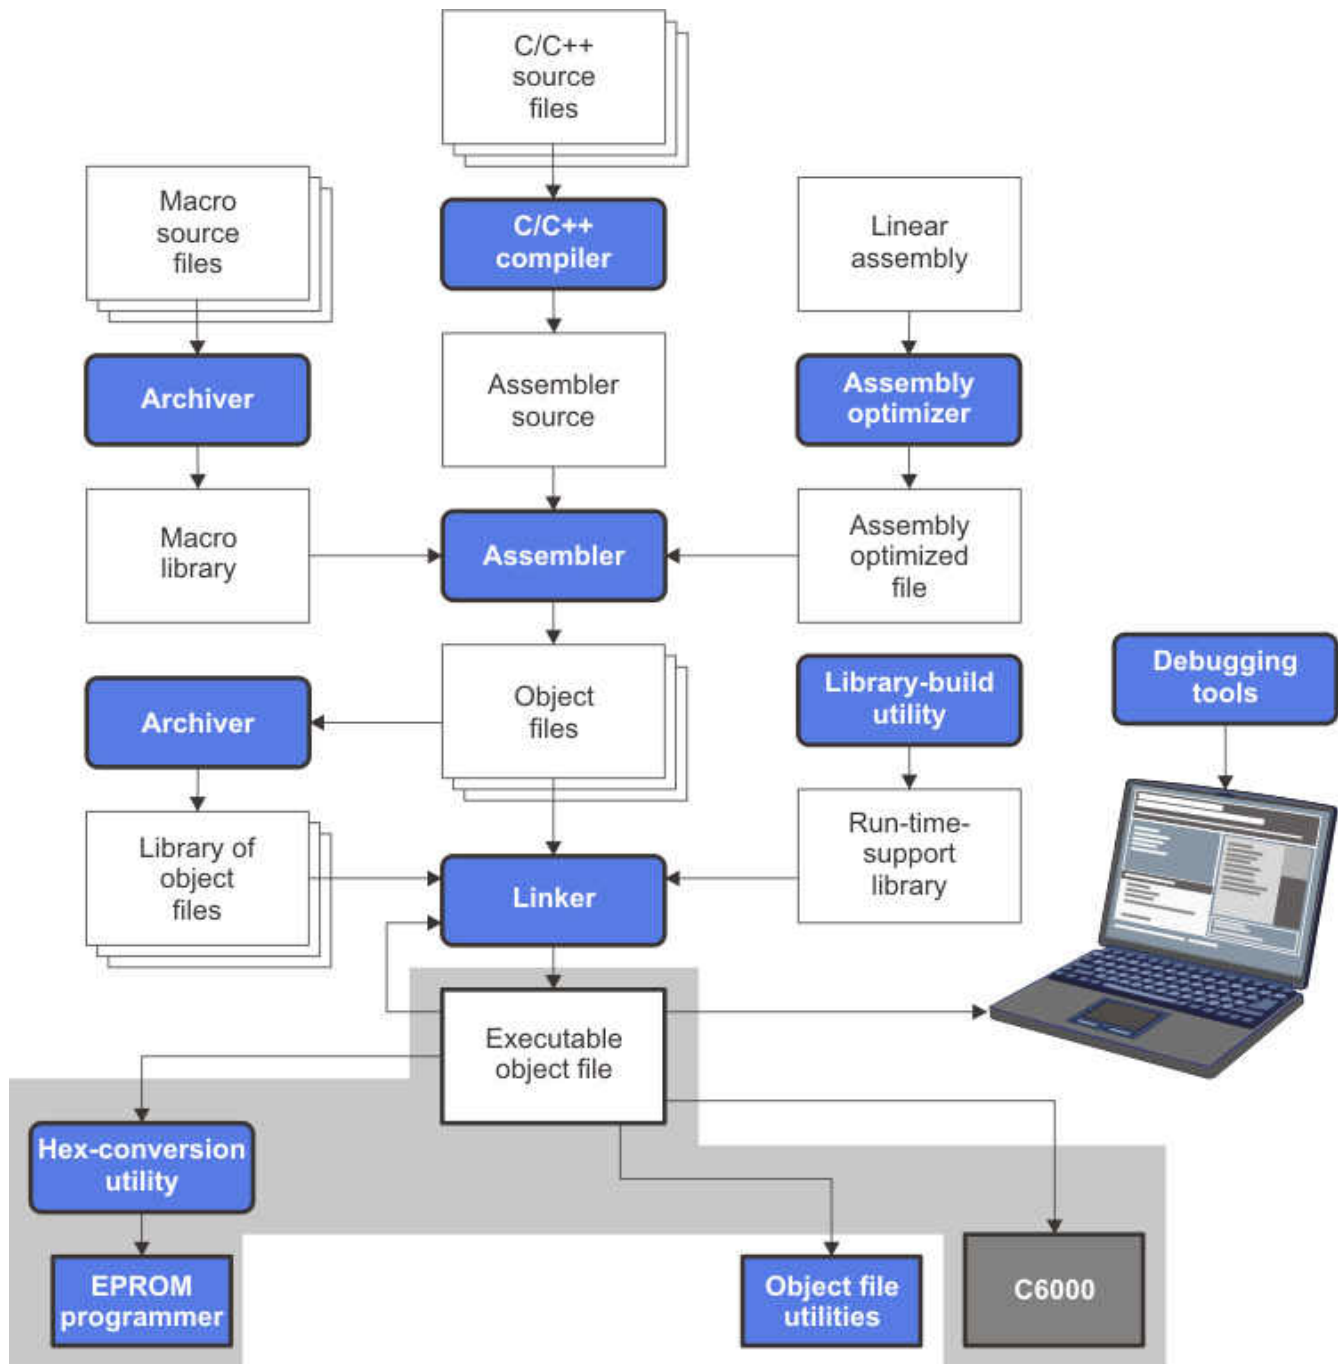 C/C++
source
files
Macro
source
files
C/C++
compiler
Linear
assembly
Archiver
Assembler
source
Assembly
optimizer
Macro
library
Assembler
Assembly
optimized
file
Archiver
Object
files
Library-build
utility
Debugging
tools
Library of
object
files
Linker
Run-time-
support
library
Executable
object file
Hex-conversion
utility
EPROM
programmer
Object file
utilities
C6000